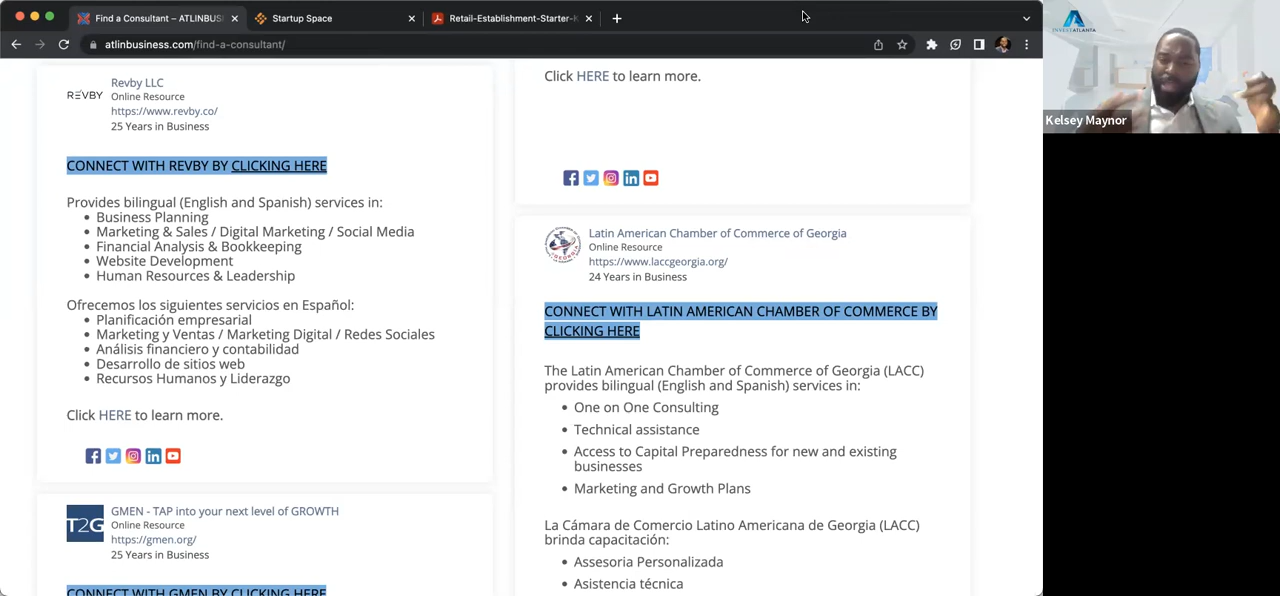 Find a Consultant – ATLINBUS
Startup Space
Retail-Establishment-Starter-K
atlinbusiness.com/find-a-consultant/
INVEST ATLANTA
Kelsey Maynor
REVBY
Revby LLC
Online Resource
https://www.revby.co/
25 Years in Business
CONNECT WITH REVBY BY CLICKING HERE
Provides bilingual (English and Spanish) services in:
• Business Planning
• Marketing & Sales / Digital Marketing / Social Media
• Financial Analysis & Bookkeeping
• Website Development
• Human Resources & Leadership
Ofrecemos los siguientes servicios en Español:
• Planificación empresarial
• Marketing y Ventas / Marketing Digital / Redes Sociales
• Análisis financiero y contabilidad
• Desarrollo de sitios web
• Recursos Humanos y Liderazgo
Click HERE to learn more.
T2G
GMEN - TAP into your next level of GROWTH
Online Resource
https://gmen.org/
25 Years in Business
CONNECT WITH GMEN BY CLICKING HERE
Click HERE to learn more.
Latin American Chamber of Commerce of Georgia
Online Resource
https://www.laccgeorgia.org/
24 Years in Business
CONNECT WITH LATIN AMERICAN CHAMBER OF COMMERCE BY
CLICKING HERE
The Latin American Chamber of Commerce of Georgia (LACC)
provides bilingual (English and Spanish) services in:
• One on One Consulting
• Technical assistance
• Access to Capital Preparedness for new and existing
businesses
• Marketing and Growth Plans
La Cámara de Comercio Latino Americana de Georgia (LACC)
brinda capacitación:
• Assesoria Personalizada
• Asistencia técnica